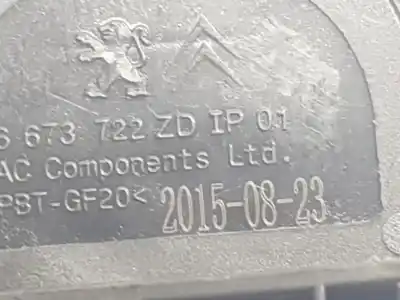 6 673 722 ZD IP 01
AC Components Ltd.
PBT-GF20<
2015-08-23